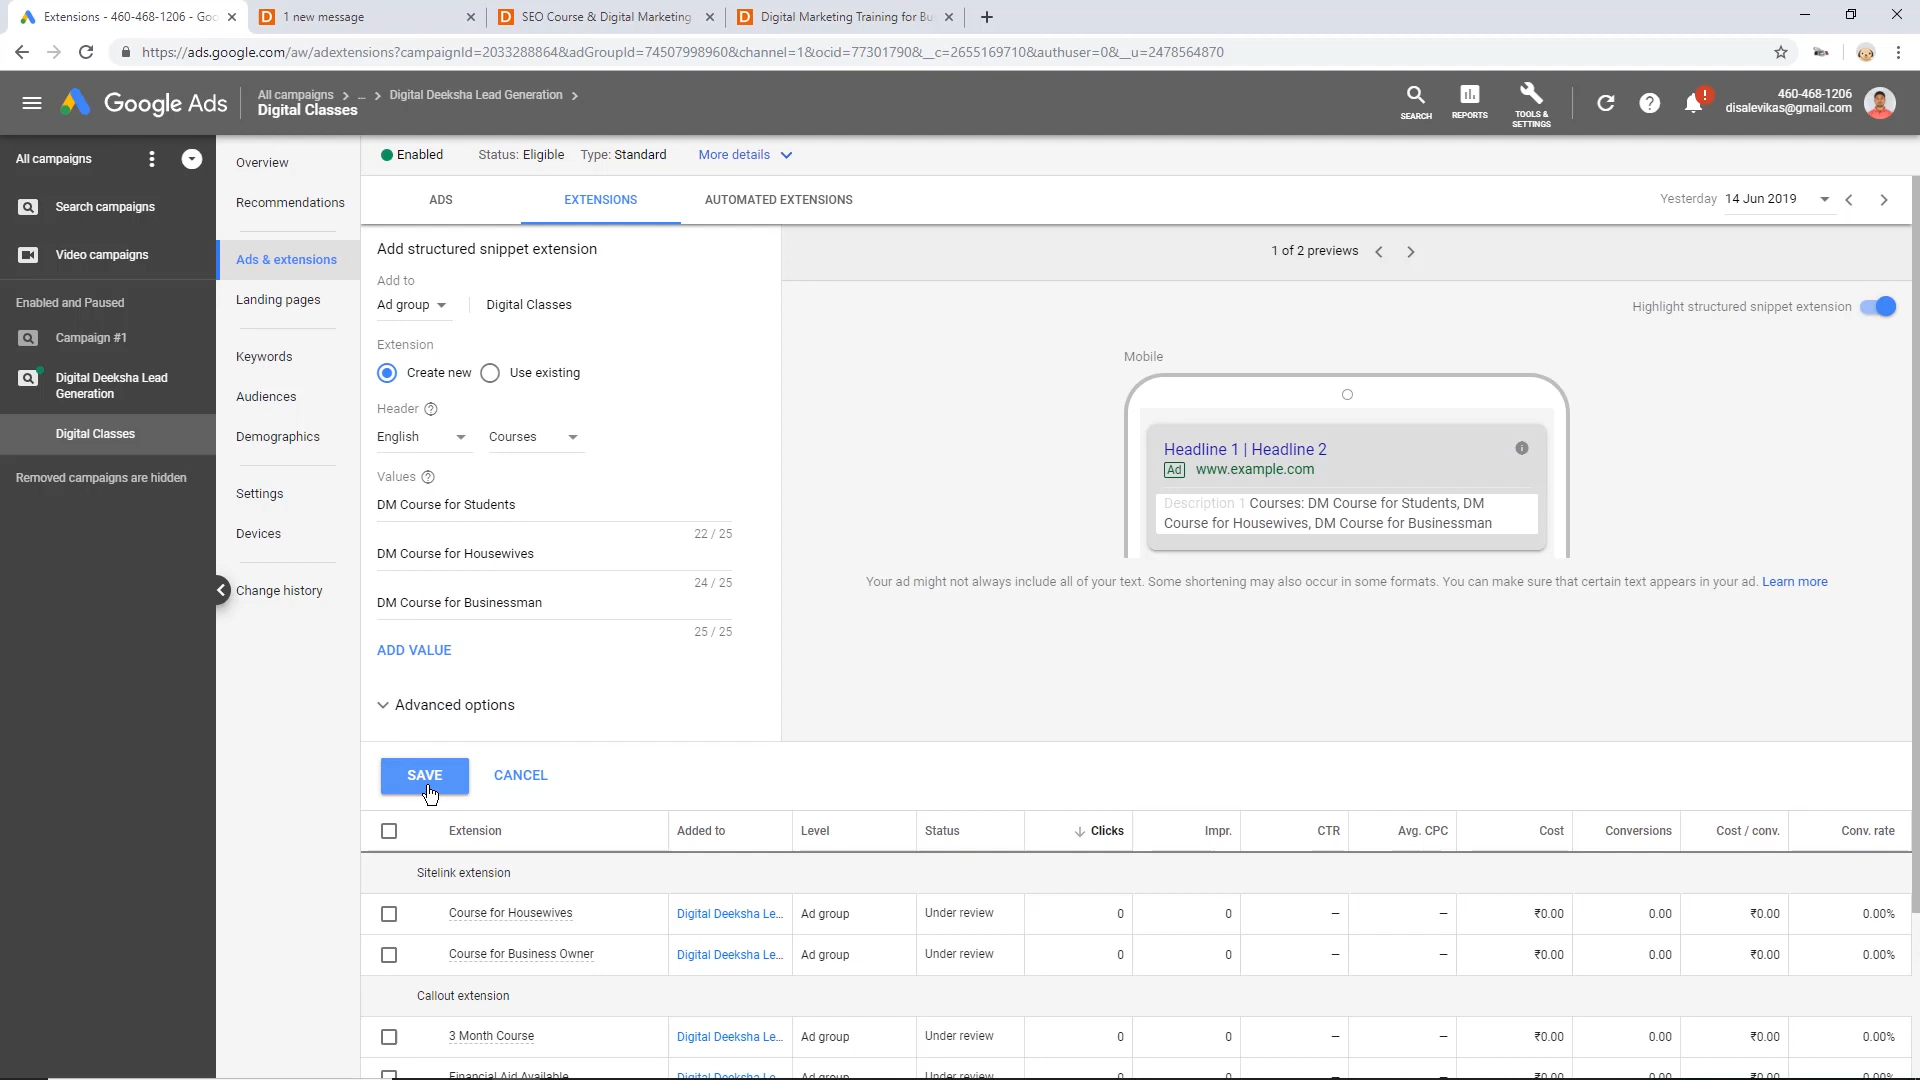 Extensions - 460-468-1206 - Goo
1 new message
SEO Course & Digital Marketing
Digital Marketing Training for Bu
https://ads.google.com/aw/adextensions?campaignId=2033288864&adGroupId=74507998960&channel=1&ocid=77301790&__c=2655169710&authuser=0&__u=2478564870
Google Ads
All campaigns > ... > Digital Deeksha Lead Generation >
Digital Classes
SEARCH
REPORTS
TOOLS &
SETTINGS
460-468-1206
disalevikas@gmail.com
All campaigns
Search campaigns
Video campaigns
Enabled and Paused
Campaign #1
Digital Deeksha Lead
Generation
Digital Classes
Removed campaigns are hidden
Overview
Recommendations
Ads & extensions
Landing pages
Keywords
Audiences
Demographics
Settings
Devices
Change history
Enabled Status: Eligible Type: Standard More details
ADS EXTENSIONS AUTOMATED EXTENSIONS
Yesterday 14 Jun 2019
Add structured snippet extension
Add to
Ad group Digital Classes
Extension
Create new Use existing
Header
English Courses
Values
DM Course for Students
22 / 25
DM Course for Housewives
24 / 25
DM Course for Businessman
25 / 25
ADD VALUE
Advanced options
1 of 2 previews
Highlight structured snippet extension
Mobile
Headline 1 | Headline 2
Ad www.example.com
Description 1 Courses: DM Course for Students, DM
Course for Housewives, DM Course for Businessman
Your ad might not always include all of your text. Some shortening may also occur in some formats. You can make sure that certain text appears in your ad. Learn more
SAVE CANCEL
Extension Added to Level Status Clicks Impr. CTR Avg. CPC Cost Conversions Cost / conv. Conv. rate
Sitelink extension
Course for Housewives Digital Deeksha Le... Ad group Under review 0 0 – – ₹0.00 0.00 ₹0.00 0.00%
Course for Business Owner Digital Deeksha Le... Ad group Under review 0 0 – – ₹0.00 0.00 ₹0.00 0.00%
Callout extension
3 Month Course Digital Deeksha Le... Ad group Under review 0 0 – – ₹0.00 0.00 ₹0.00 0.00%
Financial Aid Available Digital Deeksha Le... Ad group Under review 0 0 – – ₹0.00 0.00 ₹0.00 0.00%